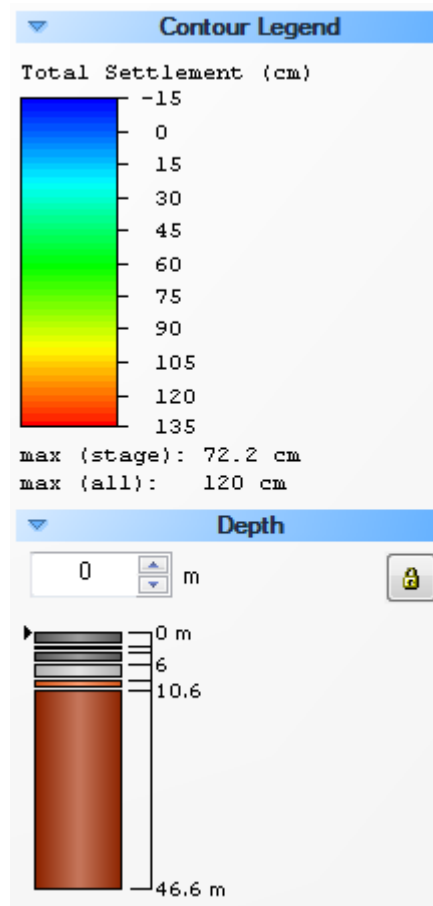 Contour Legend
Total Settlement (cm)
-15
0
15
30
45
60
75
90
105
120
135
max (stage): 72.2 cm
max (all): 120 cm
Depth
0 m
0 m
6
10.6
46.6 m